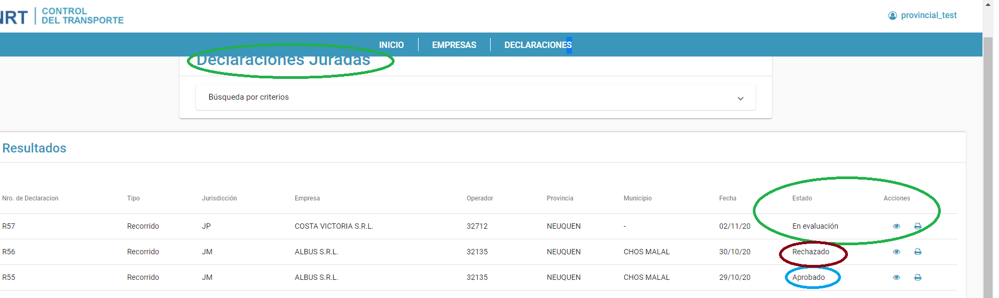 NRT CONTROL
DEL TRANSPORTE
provincial_test
INICIO EMPRESAS DECLARACIONES
Declaraciones Juradas
Búsqueda por criterios
Resultados
Nro. de Declaracion Tipo Jurisdicción Empresa Operador Provincia Municipio Fecha Estado Acciones
R57 Recorrido JP COSTA VICTORIA S.R.L. 32712 NEUQUEN - 02/11/20 En evaluación
R56 Recorrido JM ALBUS S.R.L. 32135 NEUQUEN CHOS MALAL 30/10/20 Rechazado
R55 Recorrido JM ALBUS S.R.L. 32135 NEUQUEN CHOS MALAL 29/10/20 Aprobado